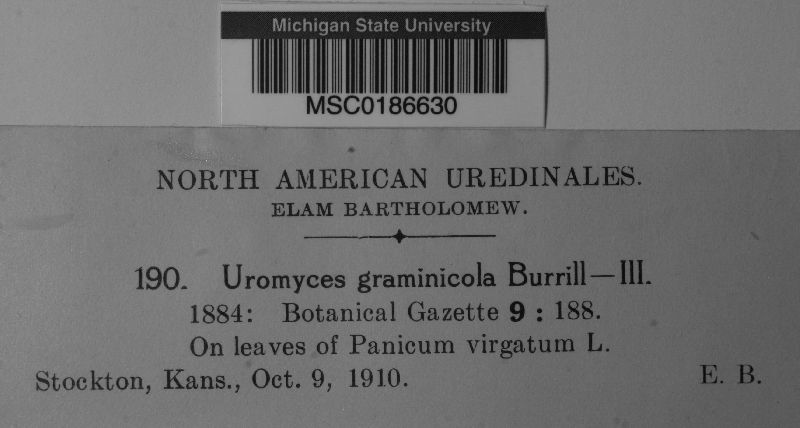 Michigan State University
MSC0186630
NORTH AMERICAN UREDINALES.
ELAM BARTHOLOMEW.
190. Uromyces graminicola Burrill—III.
1884: Botanical Gazette 9 : 188.
On leaves of Panicum virgatum L.
Stockton, Kans., Oct. 9, 1910. E. B.